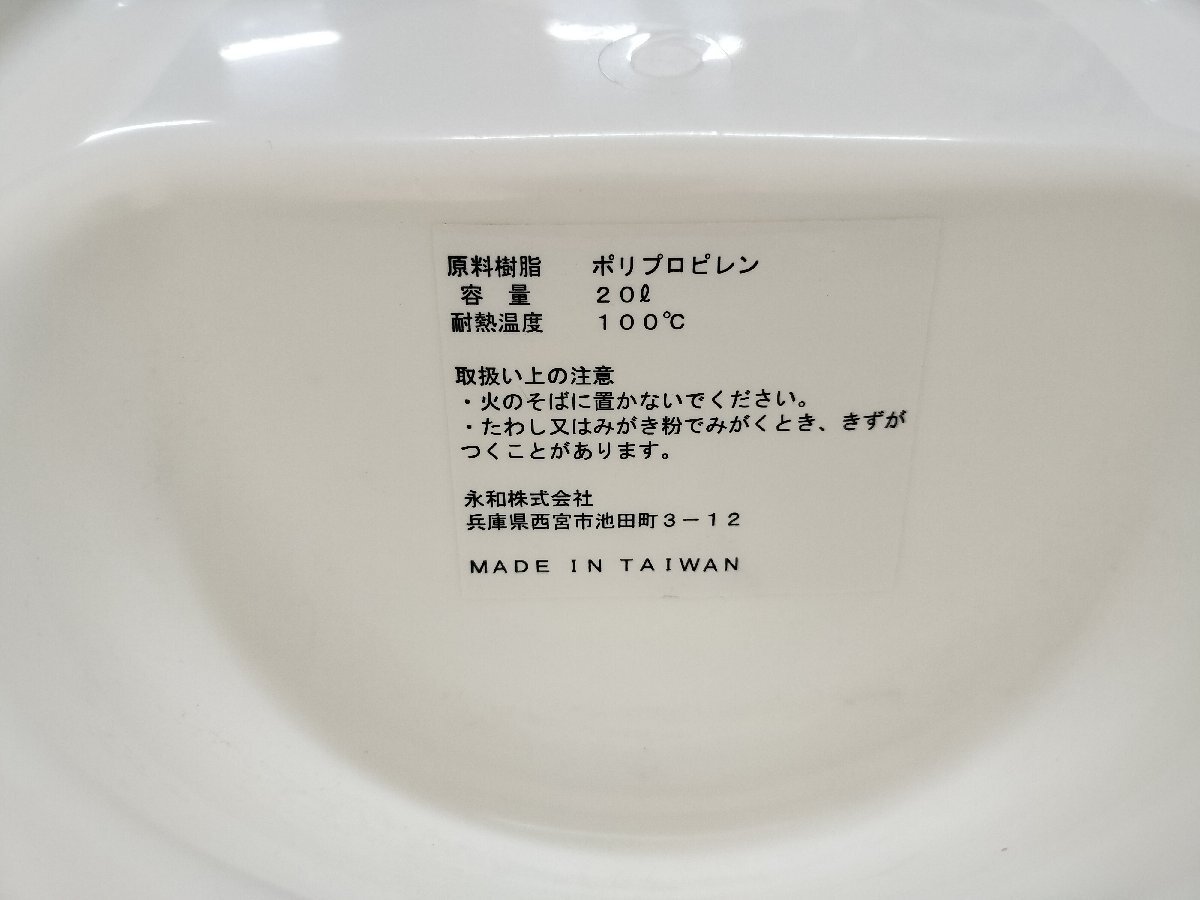 原料樹脂　　ポリプロピレン
容　量　　２０ℓ
耐熱温度　　１００℃
取扱い上の注意
・火のそばに置かないでください。
・たわし又はみがき粉でみがくとき、きずが
つくことがあります。
永和株式会社
兵庫県西宮市池田町３－１２
ＭＡＤＥ　ＩＮ　ＴＡＩＷＡＮ